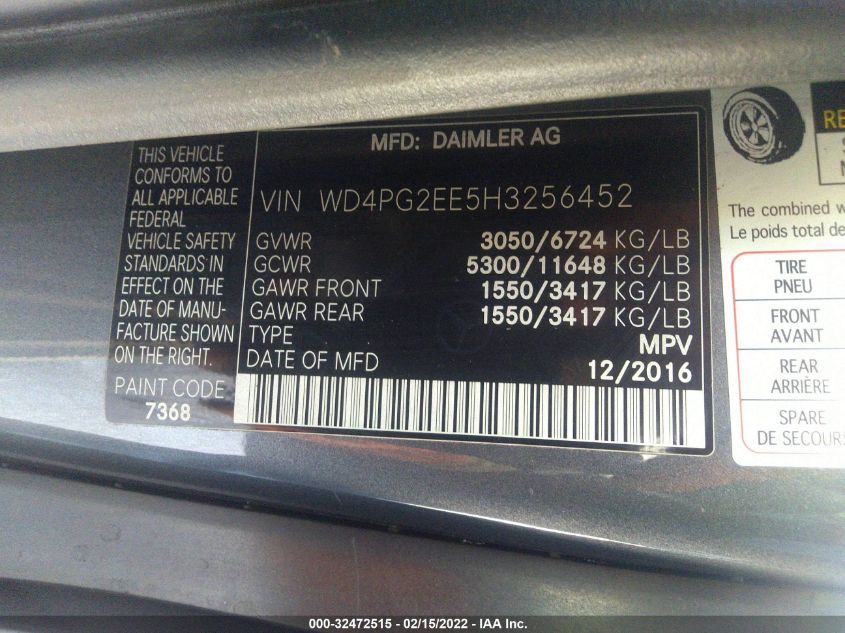 MFD: DAIMLER AG
THIS VEHICLE
CONFORMS TO
ALL APPLICABLE
FEDERAL
VEHICLE SAFETY
STANDARDS IN
EFFECT ON THE
DATE OF MANU-
FACTURE SHOWN
ON THE RIGHT.
PAINT CODE
7368
VIN WD4PG2EE5H3256452
GVWR 3050/6724 KG/LB
GCWR 5300/11648 KG/LB
GAWR FRONT 1550/3417 KG/LB
GAWR REAR 1550/3417 KG/LB
TYPE MPV
DATE OF MFD 12/2016
The combined w
Le poids total de
TIRE
PNEU
FRONT
AVANT
REAR
ARRIÈRE
SPARE
DE SECOURS
000-32472515 - 02/15/2022 - IAA Inc.